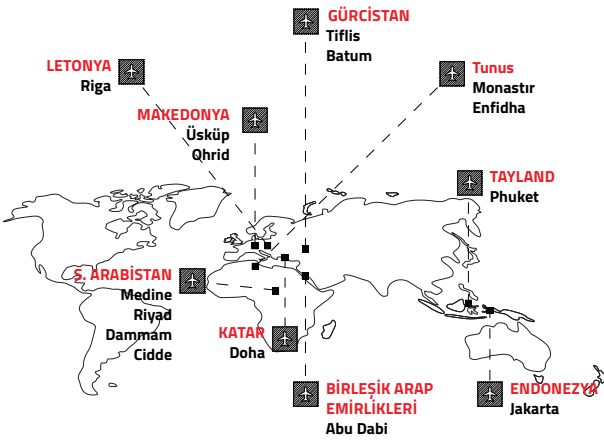 GÜRCİSTAN
Tiflis
Batum
LETONYA
Riga
Tunus
Monastır
Enfidha
MAKEDONYA
Üsküp
Ohrid
TAYLAND
Phuket
S. ARABİSTAN
Medine
Riyad
Dammam
Cidde
KATAR
Doha
BİRLEŞİK ARAP
EMİRLİKLERİ
Abu Dabi
ENDONEZYA
Jakarta